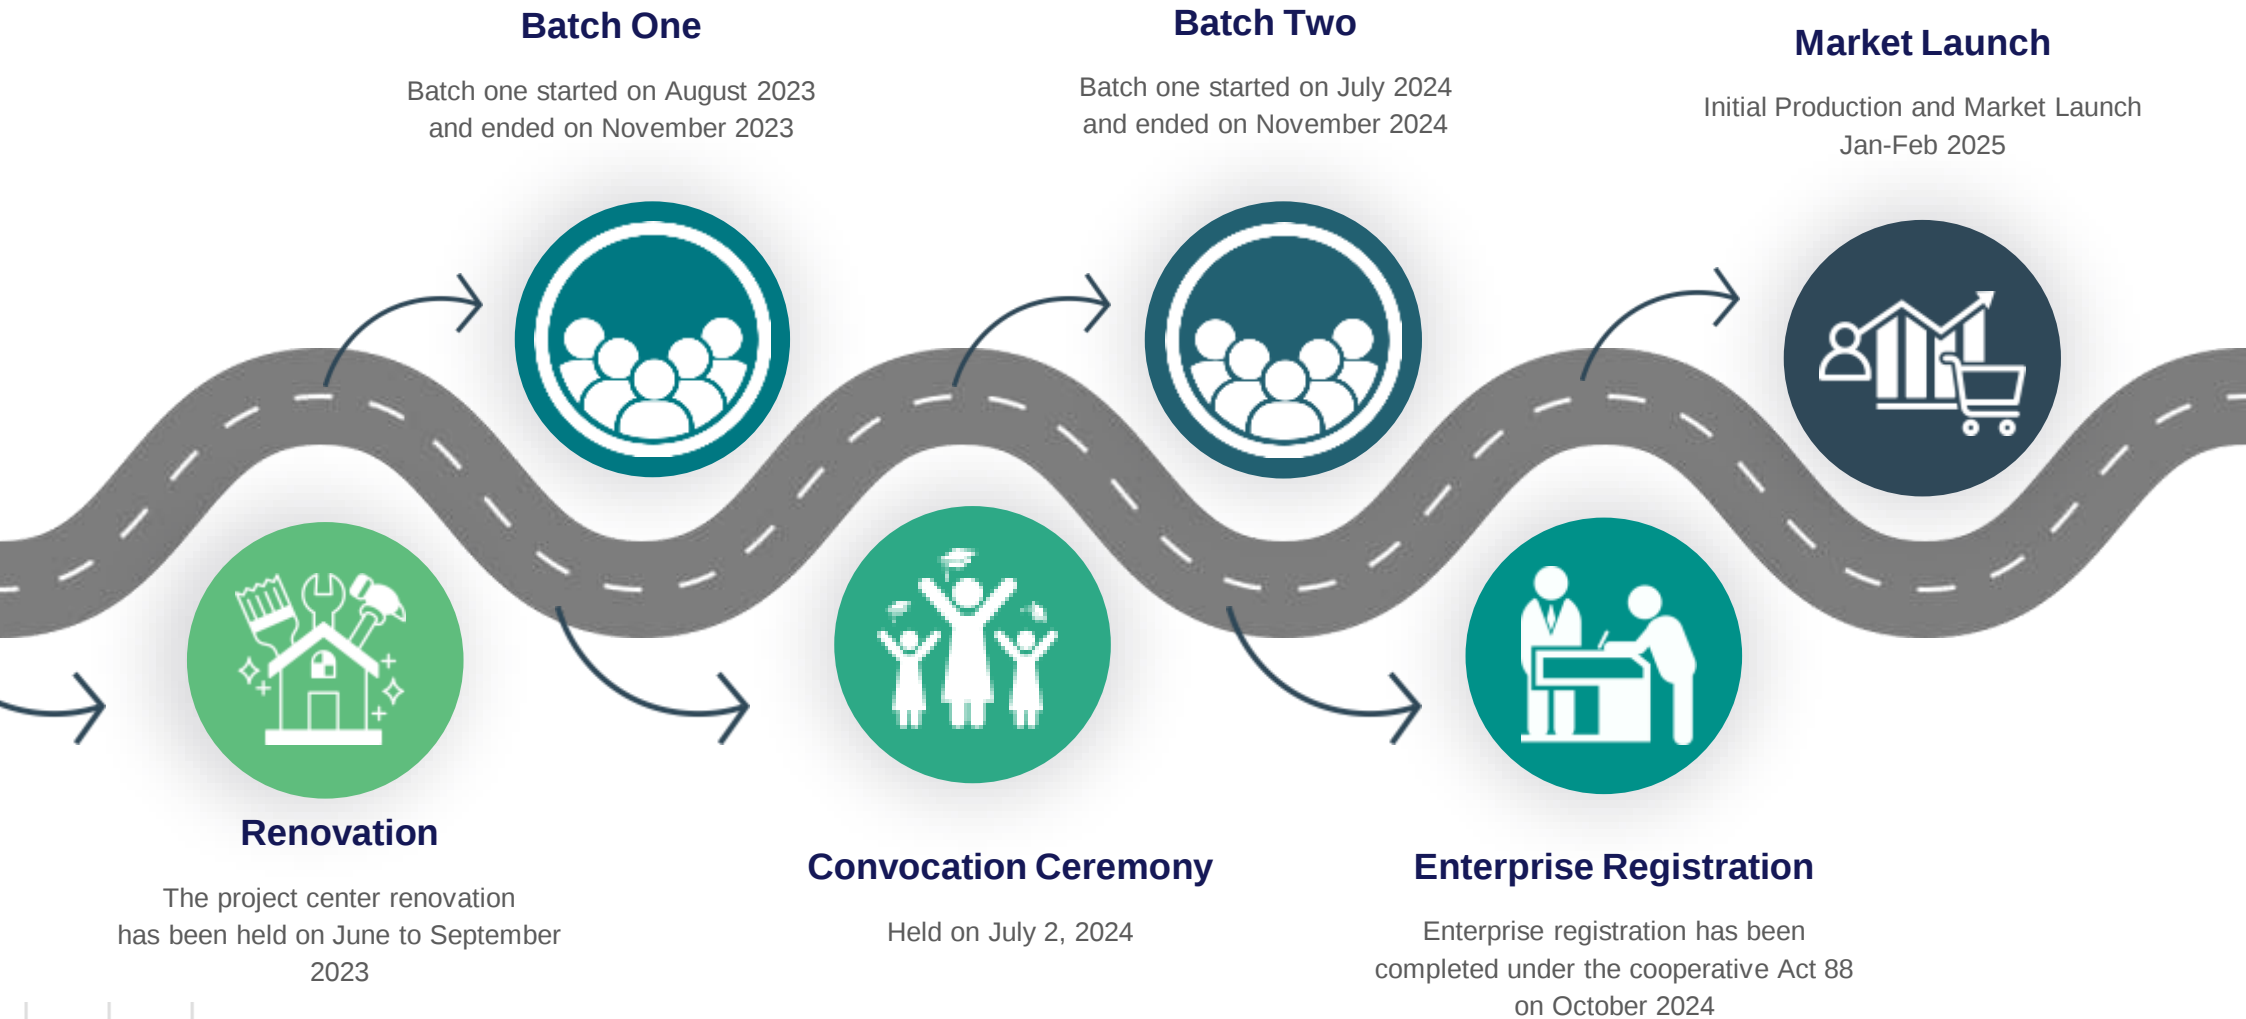 Batch One
Batch one started on August 2023
and ended on November 2023
Batch Two
Batch one started on July 2024
and ended on November 2024
Market Launch
Initial Production and Market Launch
Jan-Feb 2025
Renovation
The project center renovation
has been held on June to September
2023
Convocation Ceremony
Held on July 2, 2024
Enterprise Registration
Enterprise registration has been
completed under the cooperative Act 88
on October 2024